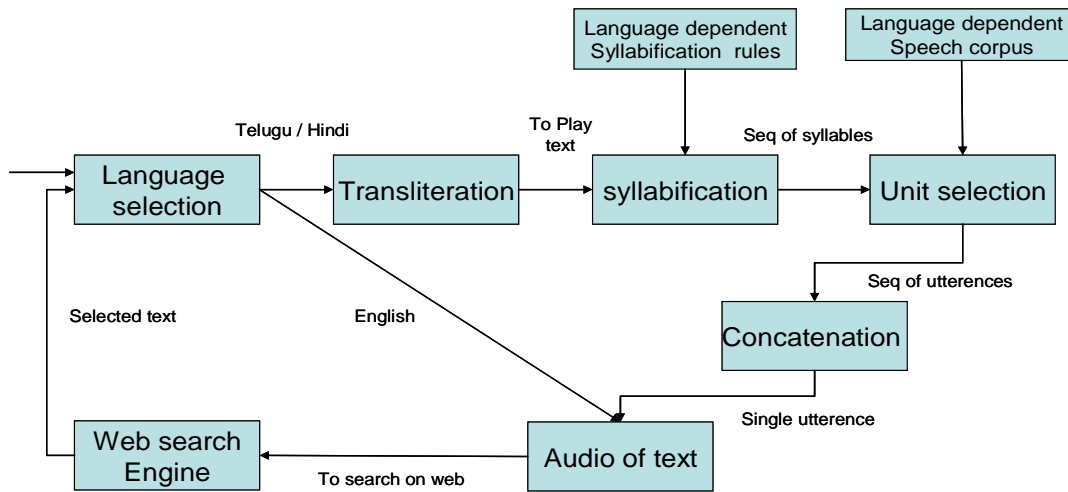 Language dependent
Syllabification rules
Language dependent
Speech corpus
Telugu / Hindi
To Play
text
Seq of syllables
Language
selection
Transliteration
syllabification
Unit selection
Seq of utterences
Selected text
English
Concatenation
Single utterence
Web search
Engine
To search on web
Audio of text